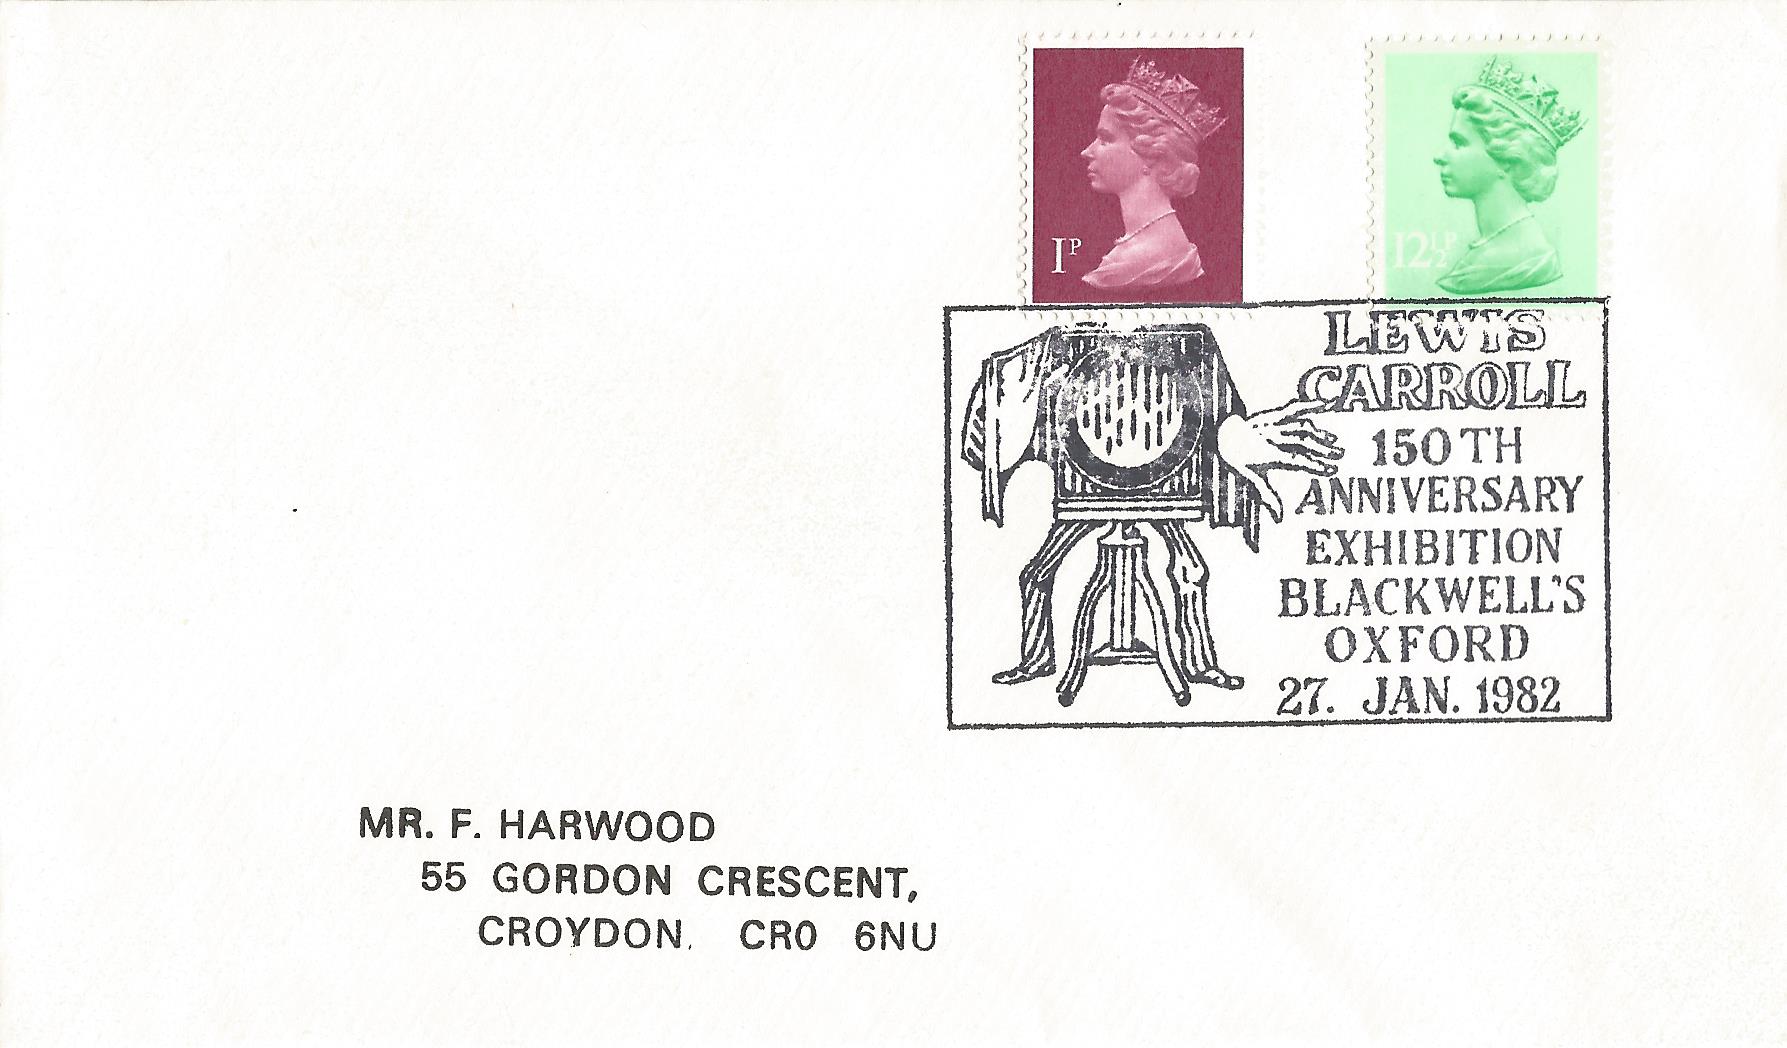 1P
12½P
LEWIS
CARROLL
150TH
ANNIVERSARY
EXHIBITION
BLACKWELL'S
OXFORD
27. JAN. 1982
MR. F. HARWOOD
55 GORDON CRESCENT,
CROYDON. CR0 6NU